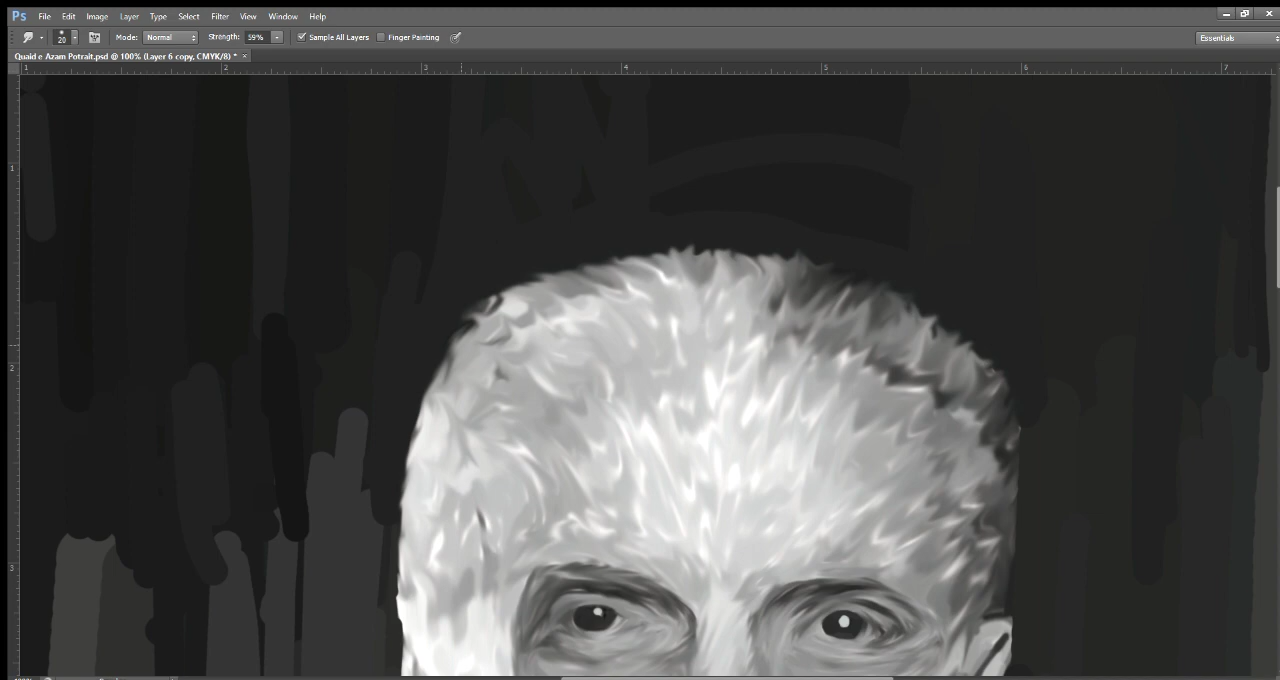 Ps File Edit Image Layer Type Select Filter View Window Help
20 Mode: Normal Strength: 59% Sample All Layers Finger Painting Essentials
Quaid e Azam Potrait.psd @ 100% (Layer 6 copy, CMYK/8) * ×
1 2 3 4 5 6 7
1
2
3